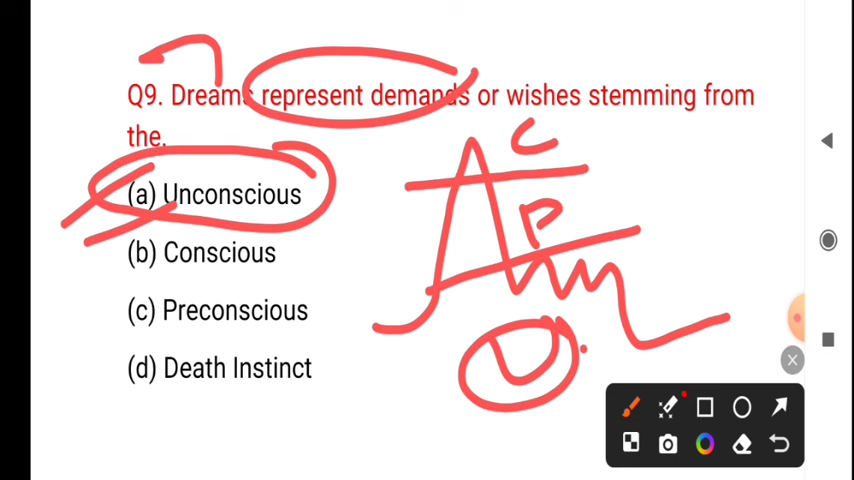 Q9. Dreams represent demands or wishes stemming from
the.
(a) Unconscious
(b) Conscious
(c) Preconscious
(d) Death Instinct
C
P
U